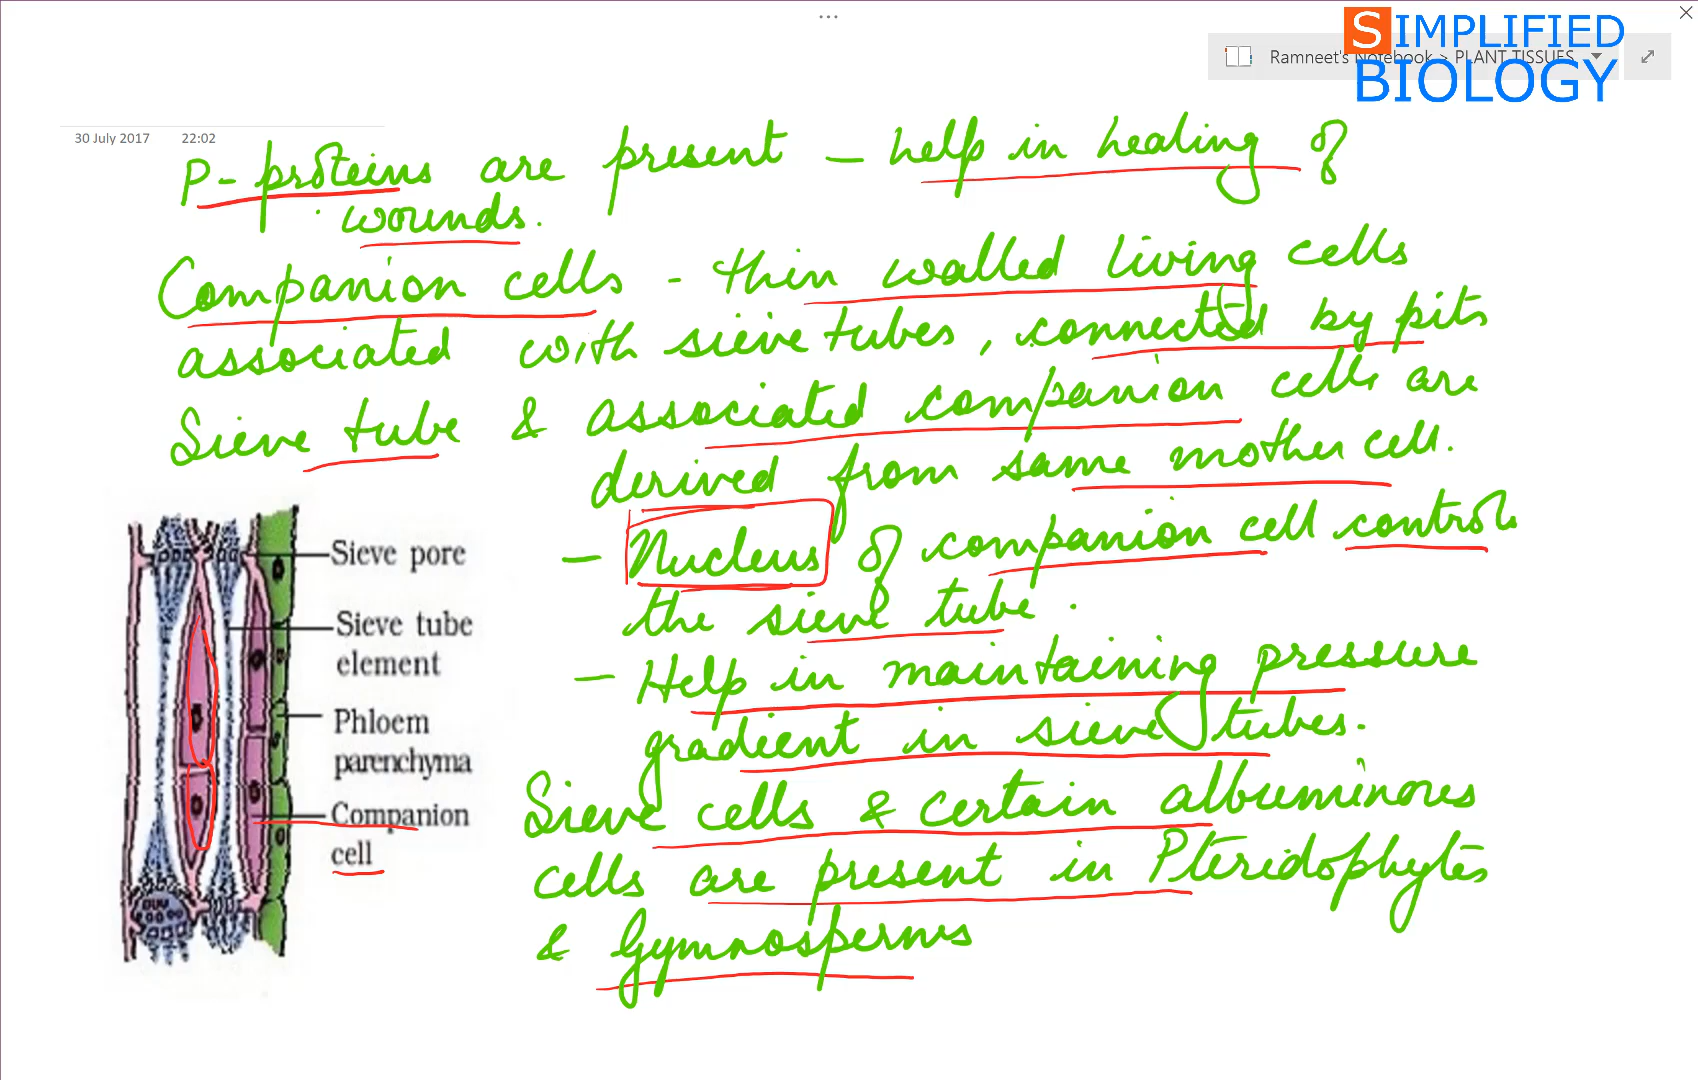 SIMPLIFIED
BIOLOGY
Ramneet's Notebook > PLANT TISSUES
30 July 2017 22:02
P-proteins are present - help in healing of
wounds.
Companion cells - thin walled living cells
associated with sieve tubes, connected by pits
Sieve tube & associated companion cells are
derived from same mother cell.
- Nucleus of companion cell controls
the sieve tube.
- Help in maintaining pressure
gradient in sieve tubes.
Sieve cells & certain albuminous
cells are present in Pteridophytes
& Gymnosperms
Sieve pore
Sieve tube
element
Phloem
parenchyma
Companion
cell